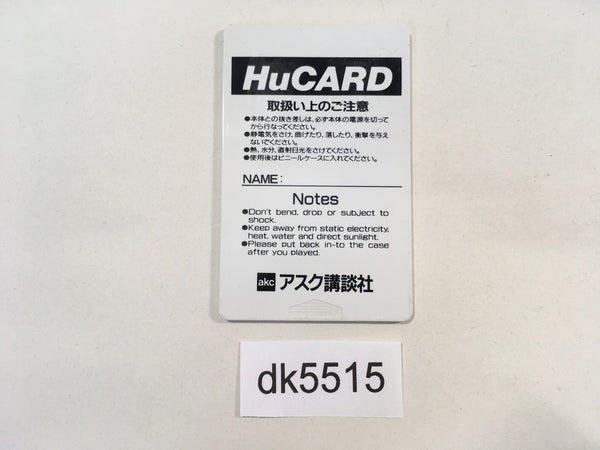 HuCARD
取扱い上のご注意
●本体との抜き差しは、必ず本体の電源を切って
から行なってください。
●静電気をさけ、曲げたり、落したり、衝撃を与え
ないでください。
●熱、水分、直射日光をさけてください。
●使用後はビニールケースに入れてください。
NAME:
Notes
●Don't bend, drop or subject to
shock.
●Keep away from static electricity,
heat, water and direct sunlight.
●Please put back in-to the case
after you played.
akc アスク講談社
dk5515